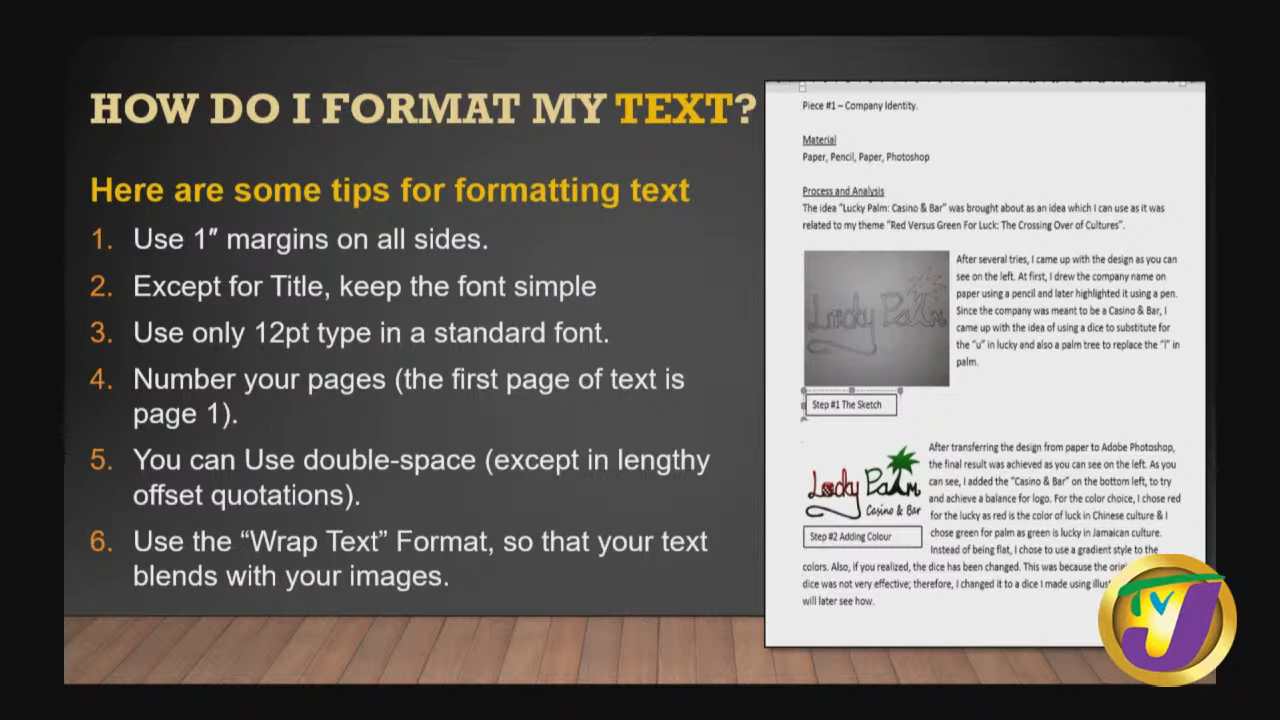 HOW DO I FORMAT MY TEXT?
Here are some tips for formatting text
1. Use 1″ margins on all sides.
2. Except for Title, keep the font simple
3. Use only 12pt type in a standard font.
4. Number your pages (the first page of text is
page 1).
5. You can Use double-space (except in lengthy
offset quotations).
6. Use the “Wrap Text” Format, so that your text
blends with your images.
Piece #1 – Company Identity.
Material
Paper, Pencil, Paper, Photoshop
Process and Analysis
The idea “Lucky Palm: Casino & Bar” was brought about as an idea which I can use as it was
related to my theme “Red Versus Green For Luck: The Crossing Over of Cultures”.
Lucky Palm
After several tries, I came up with the design as you can
see on the left. At first, I drew the company name on
paper using a pencil and later highlighted it using a pen.
Since the company was meant to be a Casino & Bar, I
came up with the idea of using a dice to substitute for
the “u” in lucky and also a palm tree to replace the “l” in
palm.
Step #1 The Sketch
Lucky Palm
Casino & Bar
Step #2 Adding Colour
After transferring the design from paper to Adobe Photoshop,
the final result was achieved as you can see on the left. As you
can see, I added the “Casino & Bar” on the bottom left, to try
and achieve a balance for logo. For the color choice, I chose red
for the lucky as red is the color of luck in Chinese culture & I
chose green for palm as green is lucky in Jamaican culture.
Instead of being flat, I chose to use a gradient style to the
colors. Also, if you realized, the dice has been changed. This was because the
dice was not very effective; therefore, I changed it to a dice I made using
will later see how.
TVJ